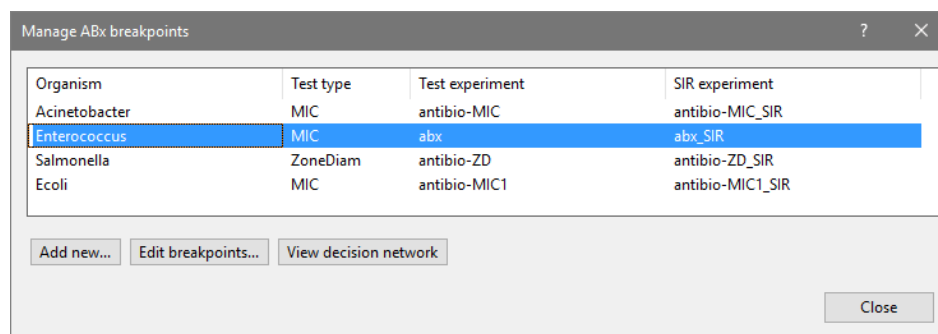 Manage ABx breakpoints ? ×
Organism Test type Test experiment SIR experiment
Acinetobacter MIC antibio-MIC antibio-MIC_SIR
Enterococcus MIC abx abx_SIR
Salmonella ZoneDiam antibio-ZD antibio-ZD_SIR
Ecoli MIC antibio-MIC1 antibio-MIC1_SIR
Add new... Edit breakpoints... View decision network
Close